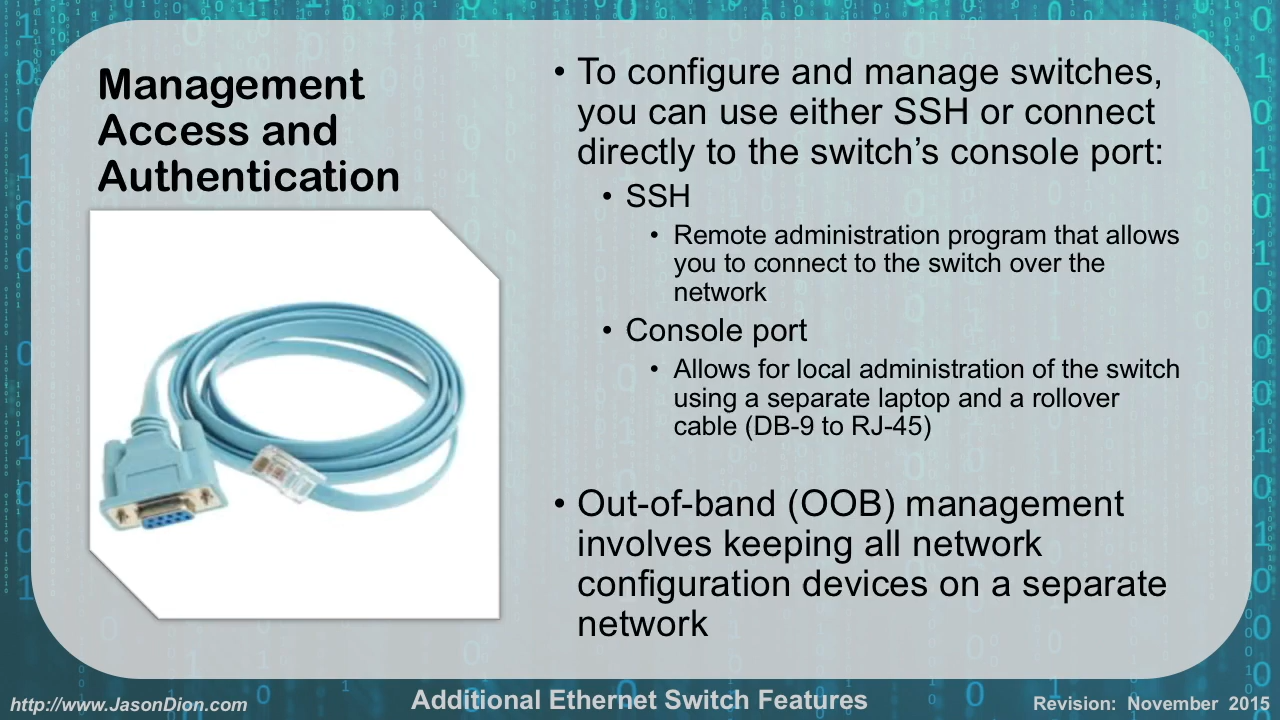 Management
Access and
Authentication
• To configure and manage switches,
you can use either SSH or connect
directly to the switch’s console port:
• SSH
• Remote administration program that allows
you to connect to the switch over the
network
• Console port
• Allows for local administration of the switch
using a separate laptop and a rollover
cable (DB-9 to RJ-45)
• Out-of-band (OOB) management
involves keeping all network
configuration devices on a separate
network
http://www.JasonDion.com
Additional Ethernet Switch Features
Revision: November 2015